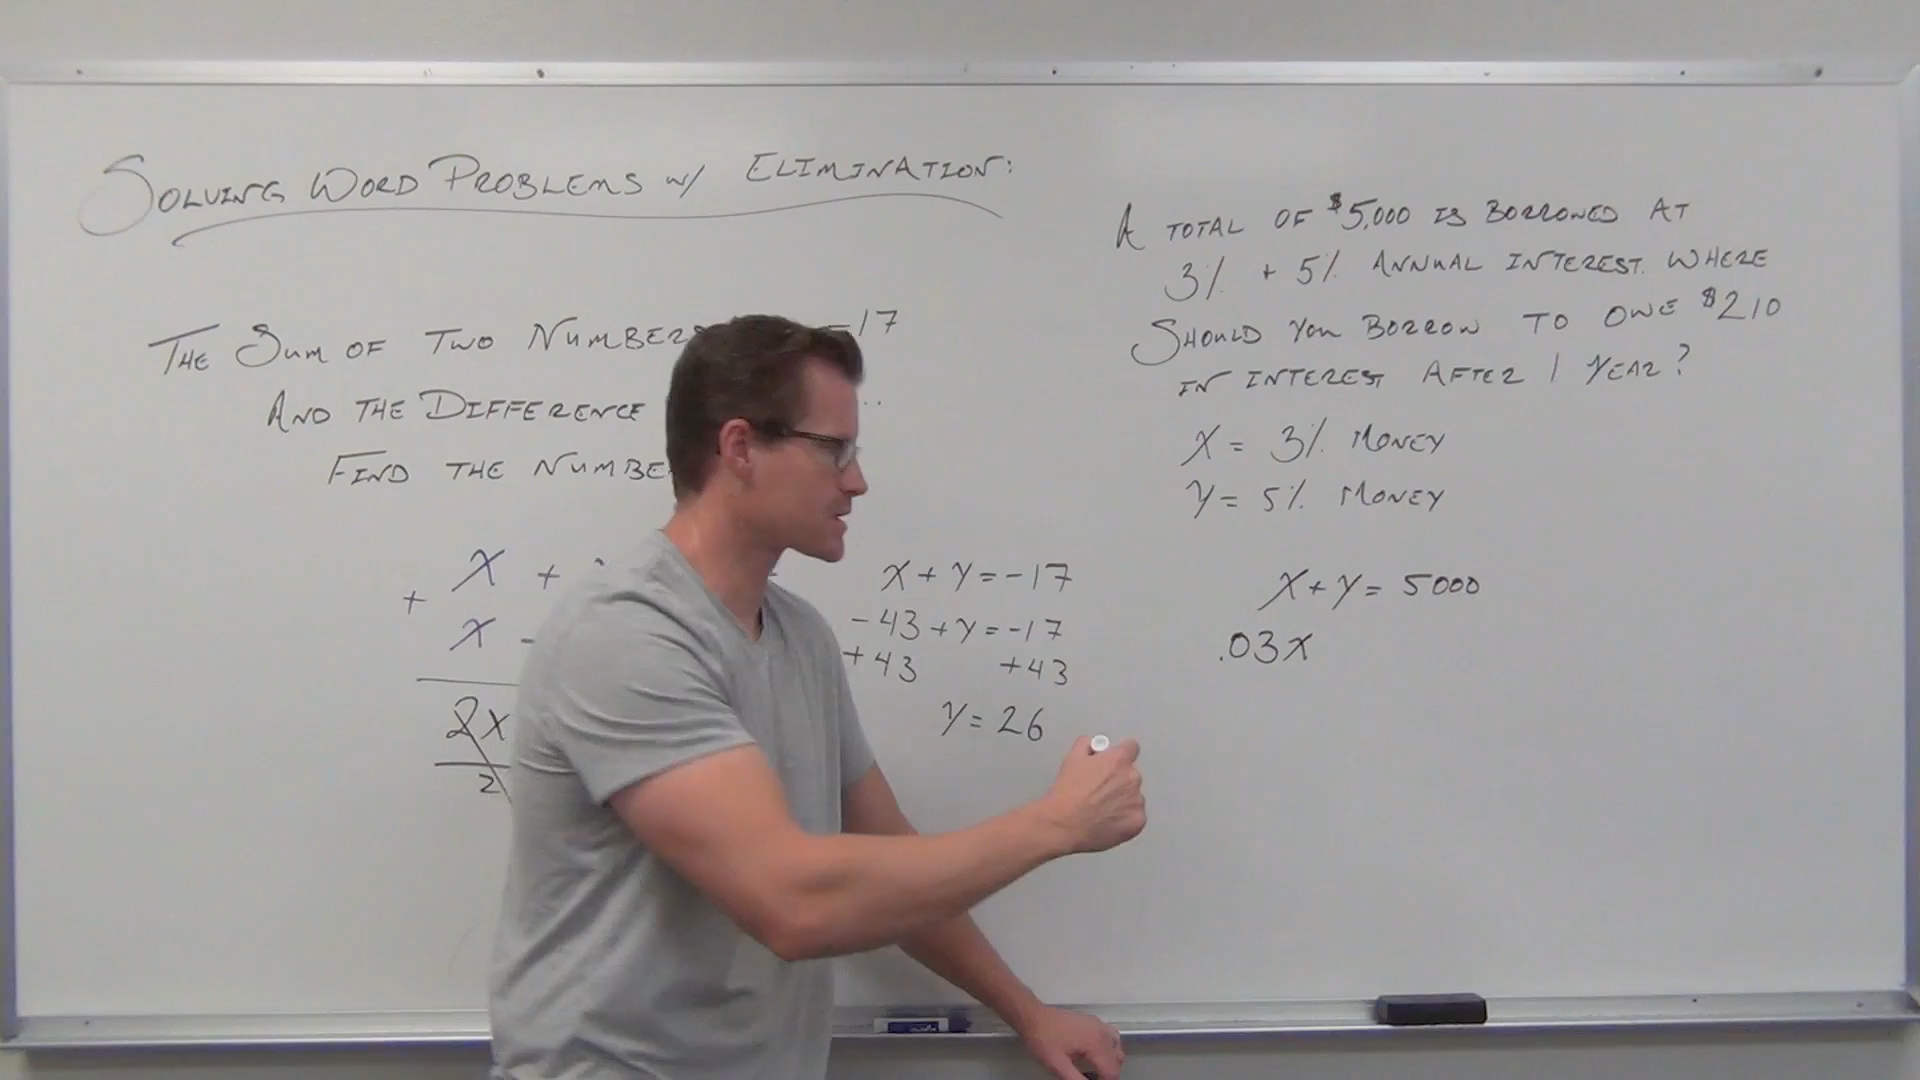 SOLVING WORD PROBLEMS W/ ELIMINATION:
THE SUM OF TWO NUMBERS -17
AND THE DIFFERENCE ..
FIND THE NUMBE
X +
+
X -
2X
2
X + Y = -17
-43 + Y = -17
+43 +43
Y = 26
A TOTAL OF $5,000 IS BORROWED AT
3% + 5% ANNUAL INTEREST. WHERE
SHOULD YOU BORROW TO OWE $210
IN INTEREST AFTER 1 YEAR?
X = 3% MONEY
Y = 5% MONEY
X + Y = 5000
.03X